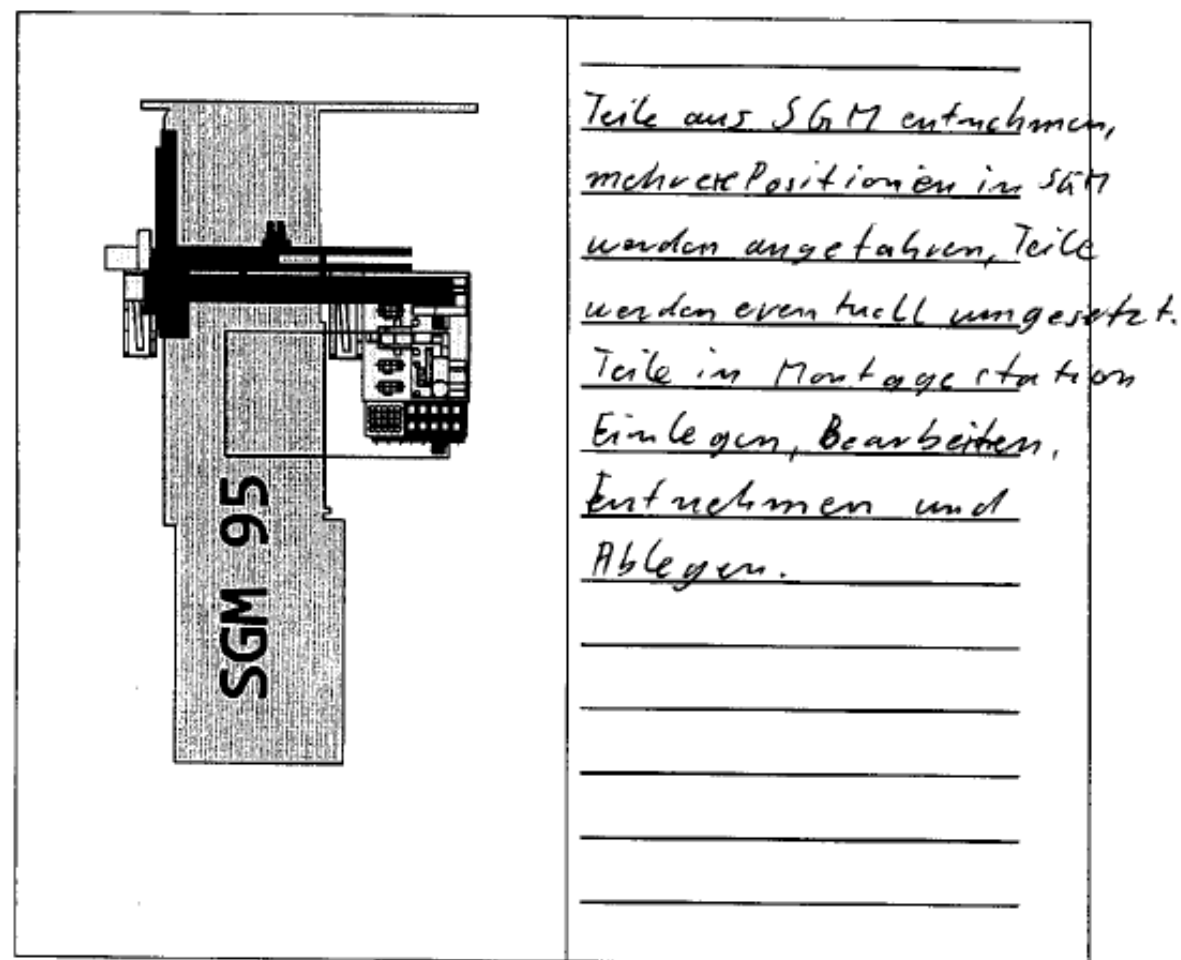 SGM 95
Teile aus SGM entnehmen,
mehrere Positionen in SGM
werden angefahren, Teile
werden eventuell umgesetzt.
Teile in Montagestation
Einlegen, Bearbeiten,
Entnehmen und
Ablegen.